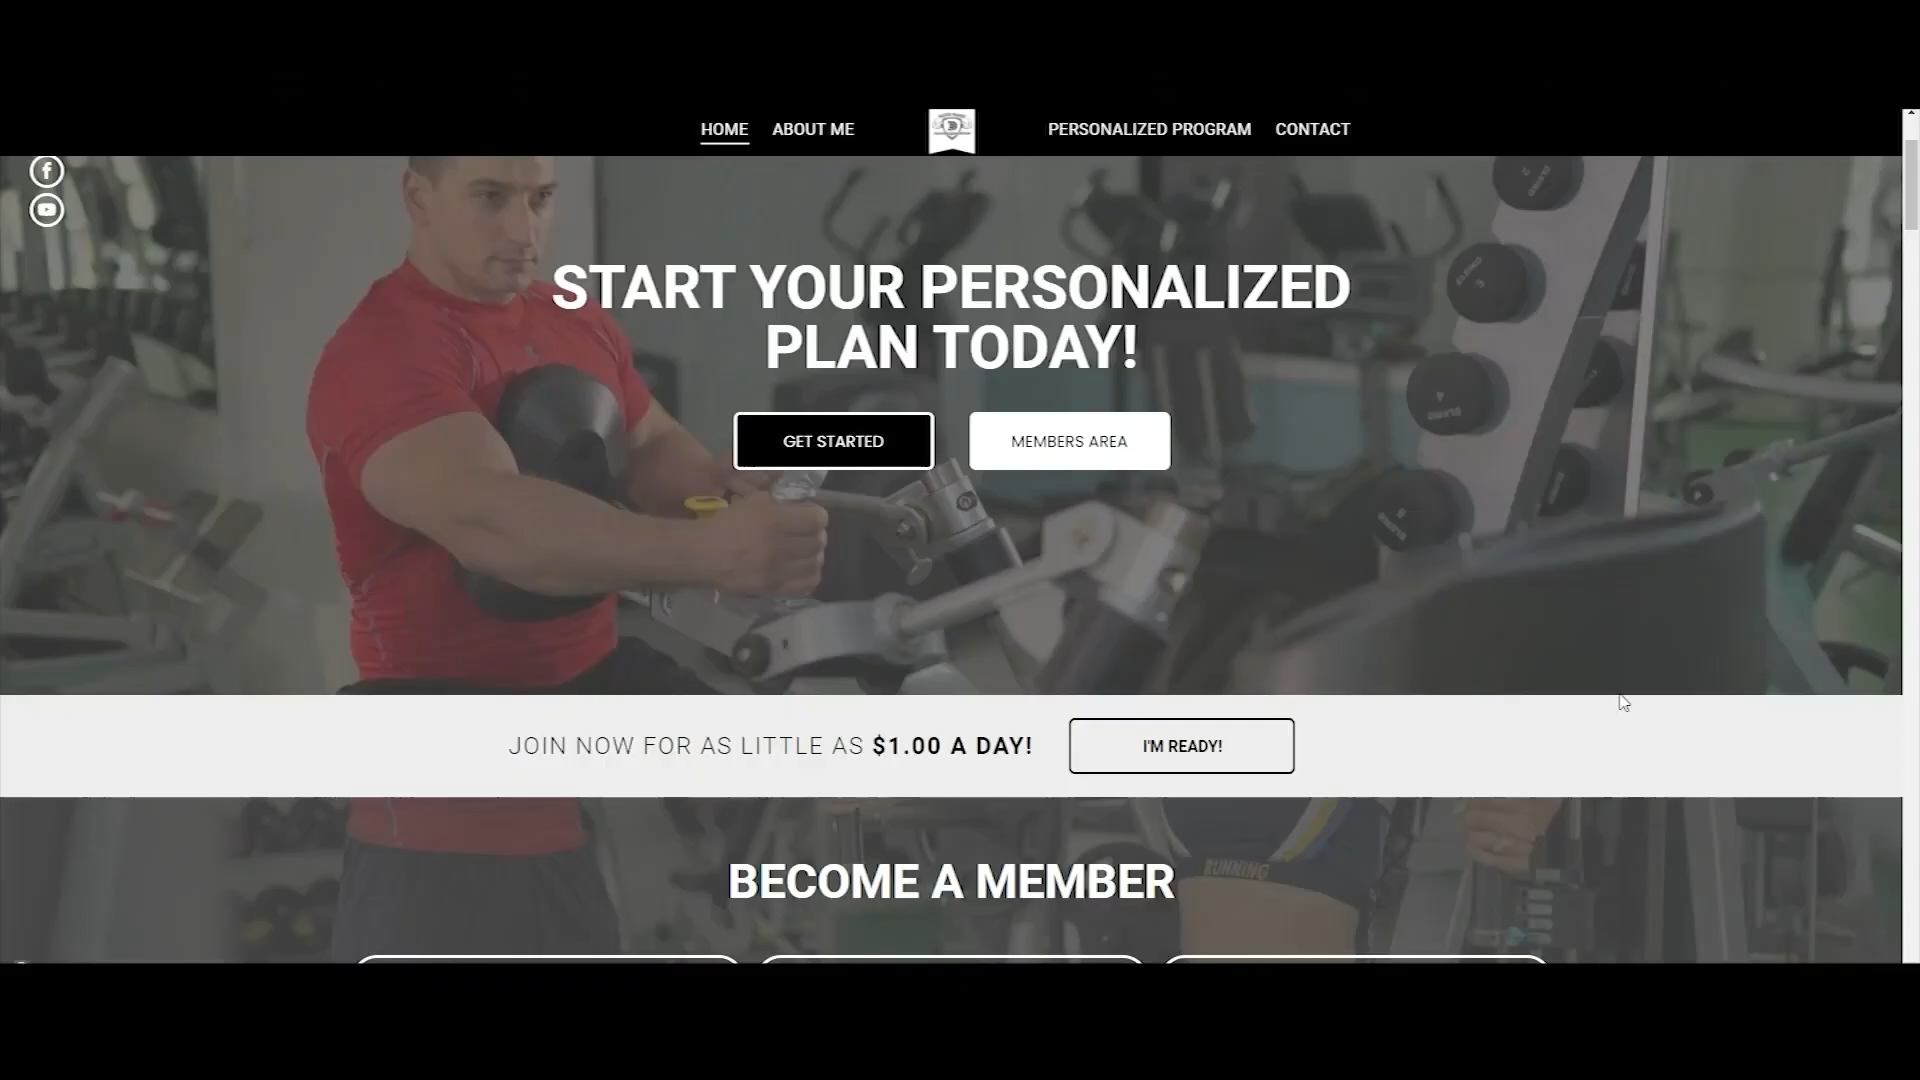 HOME ABOUT ME PERSONALIZED PROGRAM CONTACT
START YOUR PERSONALIZED
PLAN TODAY!
GET STARTED MEMBERS AREA
JOIN NOW FOR AS LITTLE AS $1.00 A DAY! I'M READY!
RUNNING
BECOME A MEMBER